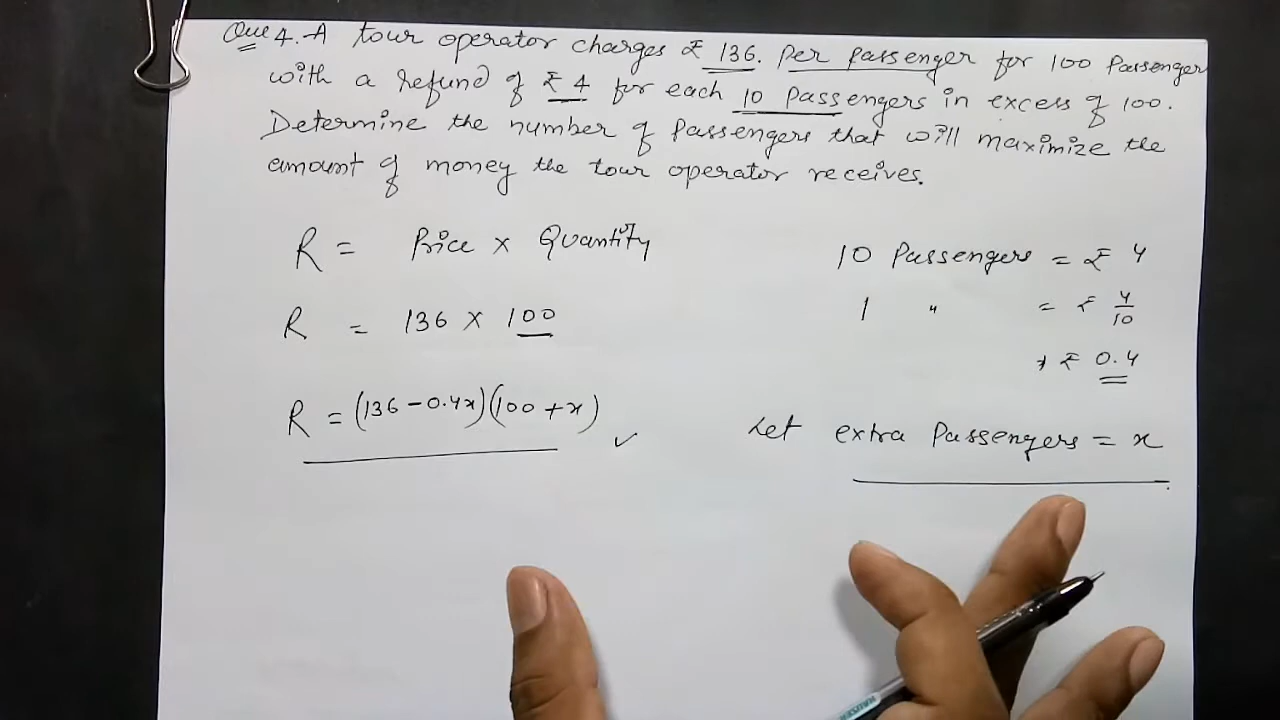 Que 4. A tour operator charges ₹ 136. Per Passenger for 100 Passenger
with a refund of ₹ 4 for each 10 Passengers in excess of 100.
Determine the number of Passengers that will maximize the
amount of money the tour operator receives.
R = Price × Quantity
10 Passengers = ₹ 4
R = 136 × 100
1 " = ₹ 4/10
₹ 0.4
R = (136 - 0.4x)(100 + x) ✓
Let extra Passengers = x